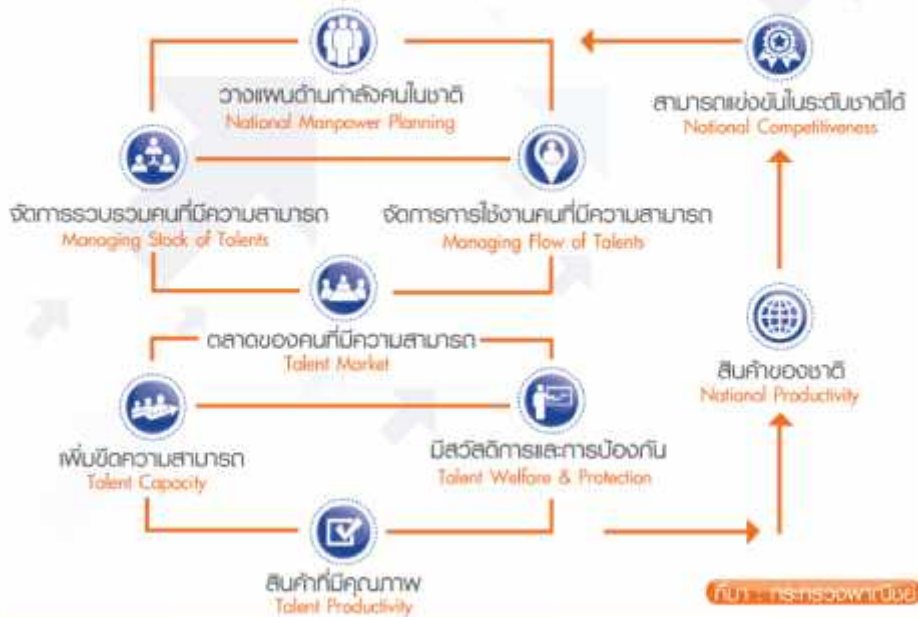 วางแผนด้านกำลังคนในชาติ
National Manpower Planning
สามารถแข่งขันในระดับชาติได้
National Competitiveness
จัดการรวบรวมคนที่มีความสามารถ
Managing Stock of Talents
จัดการการใช้งานคนที่มีความสามารถ
Managing Flow of Talents
ตลาดของคนที่มีความสามารถ
Talent Market
สินค้าของชาติ
National Productivity
เพิ่มขีดความสามารถ
Talent Capacity
มีสวัสดิการและการป้องกัน
Talent Welfare & Protection
สินค้าที่มีคุณภาพ
Talent Productivity
ที่มา : กระทรวงพาณิชย์